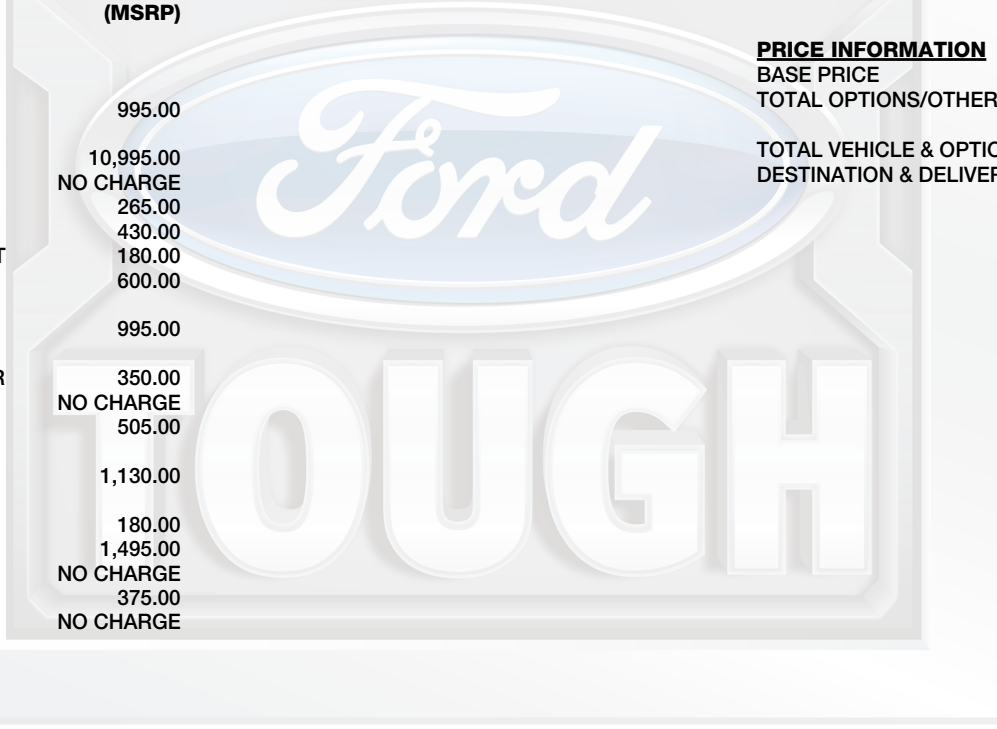 (MSRP)
995.00
10,995.00
NO CHARGE
265.00
430.00
T 180.00
600.00
995.00
R 350.00
NO CHARGE
505.00
1,130.00
180.00
1,495.00
NO CHARGE
375.00
NO CHARGE
PRICE INFORMATION
BASE PRICE
TOTAL OPTIONS/OTHER
TOTAL VEHICLE & OPTIO
DESTINATION & DELIVER
Ford
TOUGH